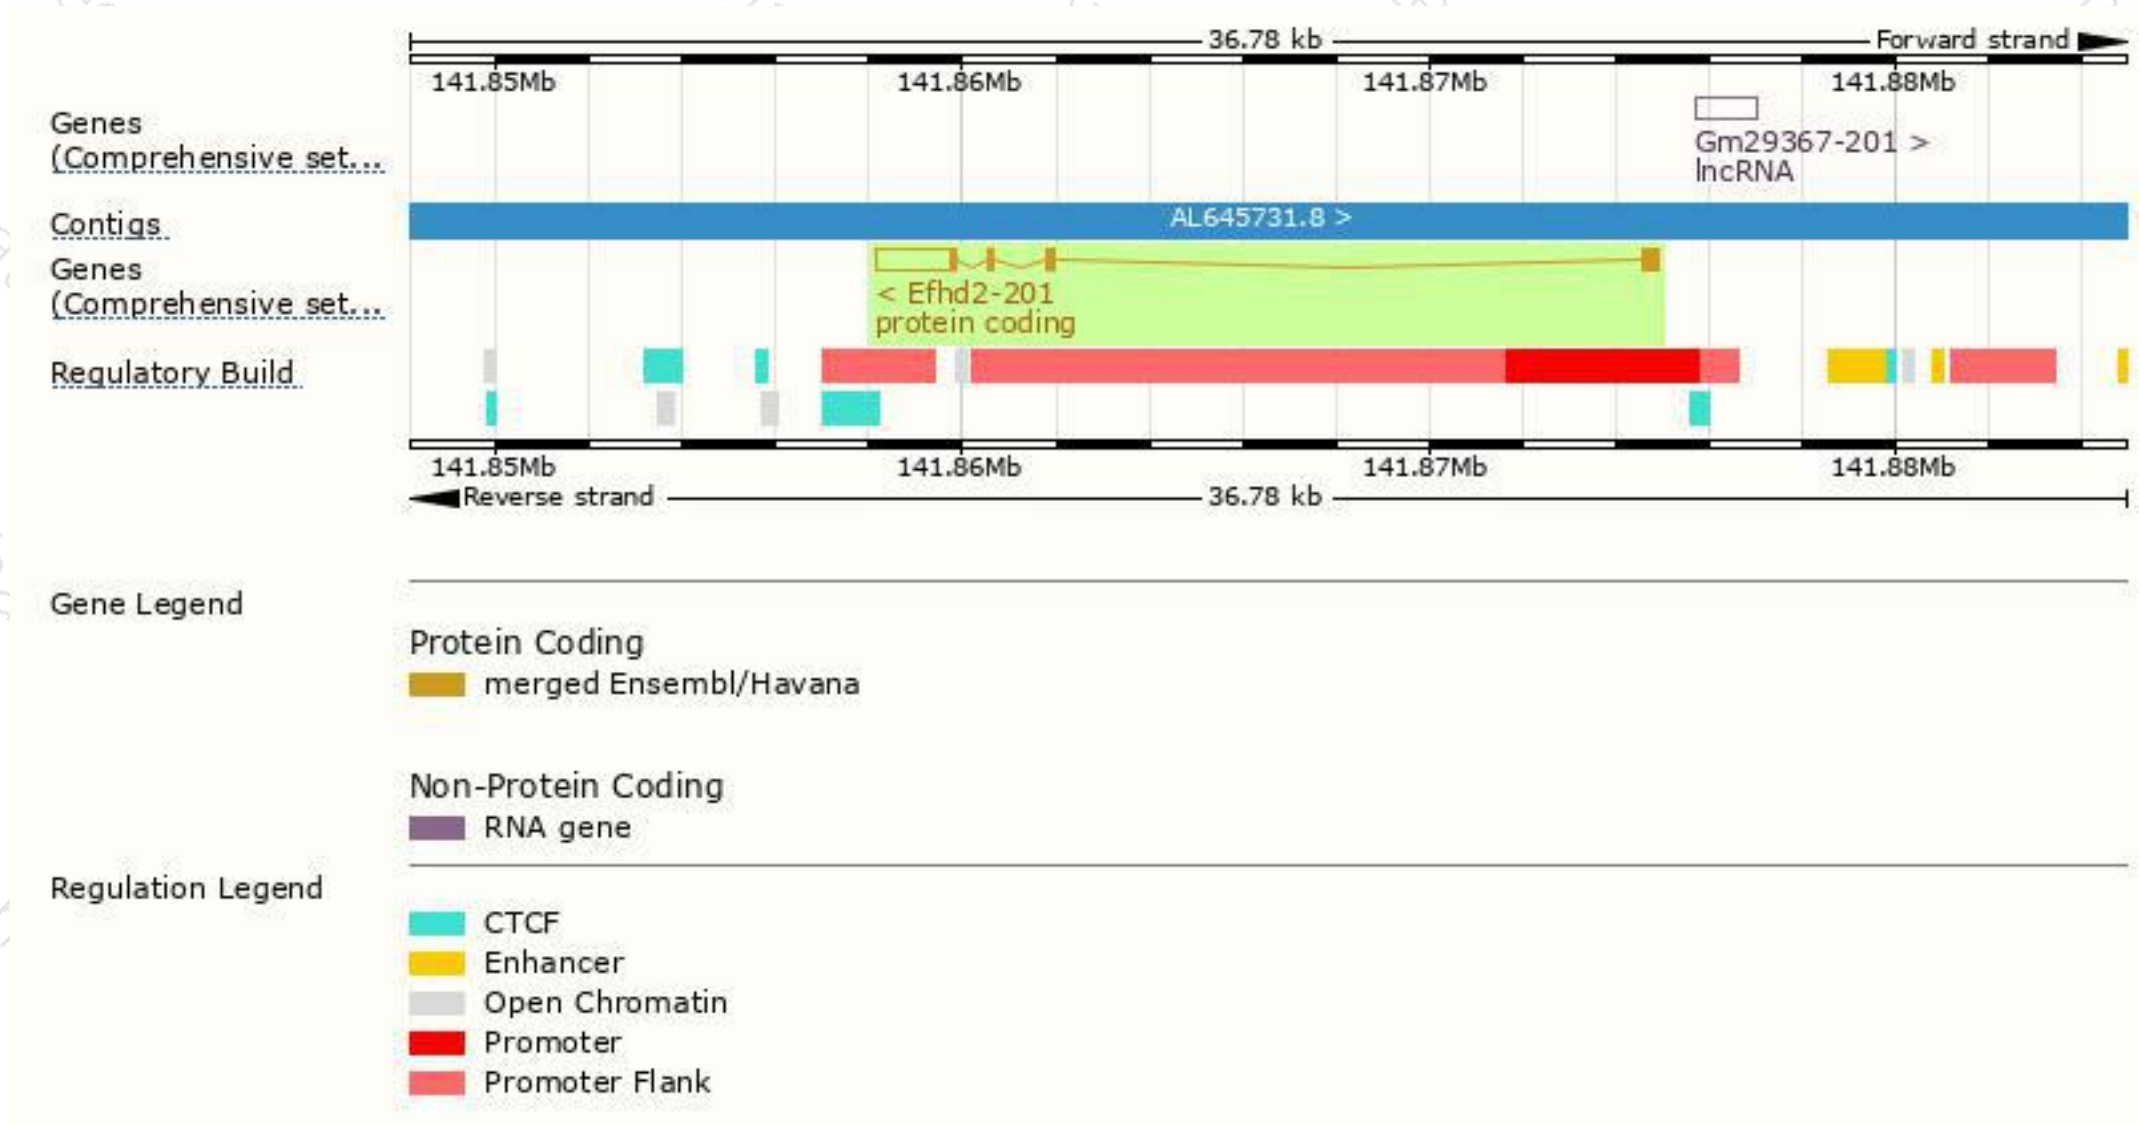 36.78 kb
Forward strand
141.85Mb 141.86Mb 141.87Mb 141.88Mb
Genes
(Comprehensive set...
Gm29367-201 >
lncRNA
Contigs
AL645731.8 >
Genes
(Comprehensive set...
< Efhd2-201
protein coding
Regulatory Build
141.85Mb 141.86Mb 141.87Mb 141.88Mb
Reverse strand
36.78 kb
Gene Legend
Protein Coding
merged Ensembl/Havana
Non-Protein Coding
RNA gene
Regulation Legend
CTCF
Enhancer
Open Chromatin
Promoter
Promoter Flank